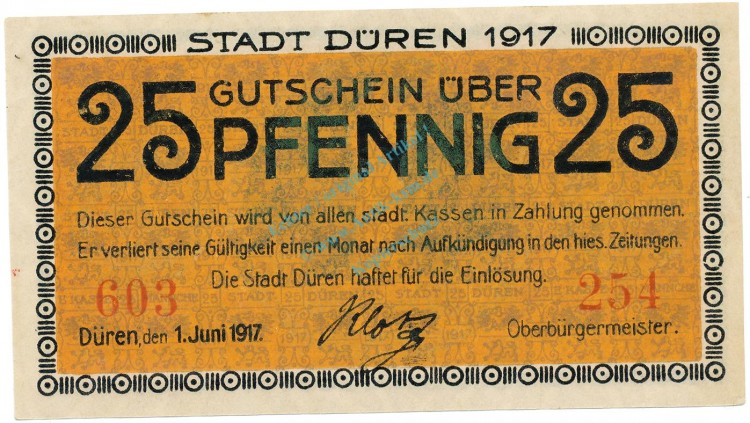 STADT DÜREN 1917
25 GUTSCHEIN ÜBER 25
PFENNIG
Dieser Gutschein wird von allen städt. Kassen in Zahlung genommen.
Er verliert seine Gültigkeit einen Monat nach Aufkündigung in den hies. Zeitungen.
Die Stadt Düren haftet für die Einlösung.
603 254
Düren, den 1. Juni 1917. Klotz Oberbürgermeister.